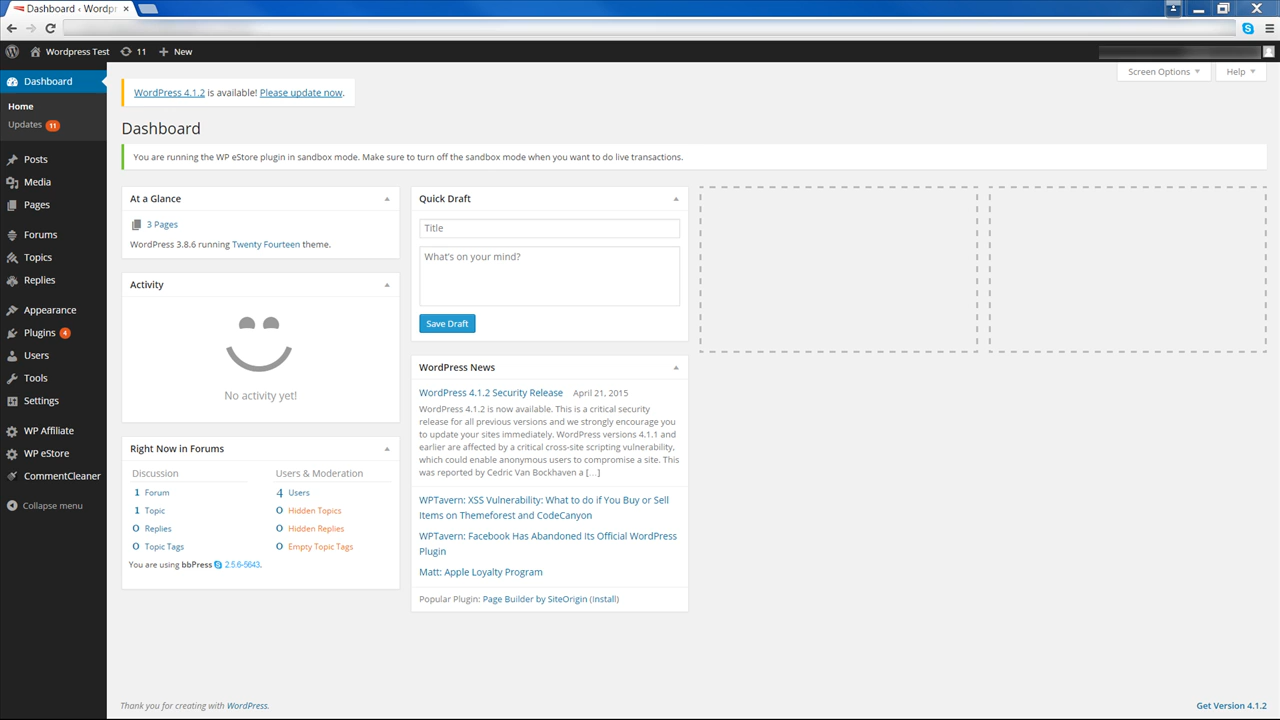 Dashboard ‹ Wordpr
Wordpress Test
11
New
Dashboard
Home
Updates 11
Posts
Media
Pages
Forums
Topics
Replies
Appearance
Plugins 4
Users
Tools
Settings
WP Affiliate
WP eStore
CommentCleaner
Collapse menu
Screen Options
Help
WordPress 4.1.2 is available! Please update now.
Dashboard
You are running the WP eStore plugin in sandbox mode. Make sure to turn off the sandbox mode when you want to do live transactions.
At a Glance
3 Pages
WordPress 3.8.6 running Twenty Fourteen theme.
Activity
No activity yet!
Right Now in Forums
Discussion
1 Forum
1 Topic
0 Replies
0 Topic Tags
Users & Moderation
4 Users
0 Hidden Topics
0 Hidden Replies
0 Empty Topic Tags
You are using bbPress 2.5.6-5643.
Quick Draft
Title
What's on your mind?
Save Draft
WordPress News
WordPress 4.1.2 Security Release April 21, 2015
WordPress 4.1.2 is now available. This is a critical security
release for all previous versions and we strongly encourage you
to update your sites immediately. WordPress versions 4.1.1 and
earlier are affected by a critical cross-site scripting vulnerability,
which could enable anonymous users to compromise a site. This
was reported by Cedric Van Bockhaven a […]
WPTavern: XSS Vulnerability: What to do if You Buy or Sell
Items on Themeforest and CodeCanyon
WPTavern: Facebook Has Abandoned Its Official WordPress
Plugin
Matt: Apple Loyalty Program
Popular Plugin: Page Builder by SiteOrigin (Install)
Thank you for creating with WordPress.
Get Version 4.1.2